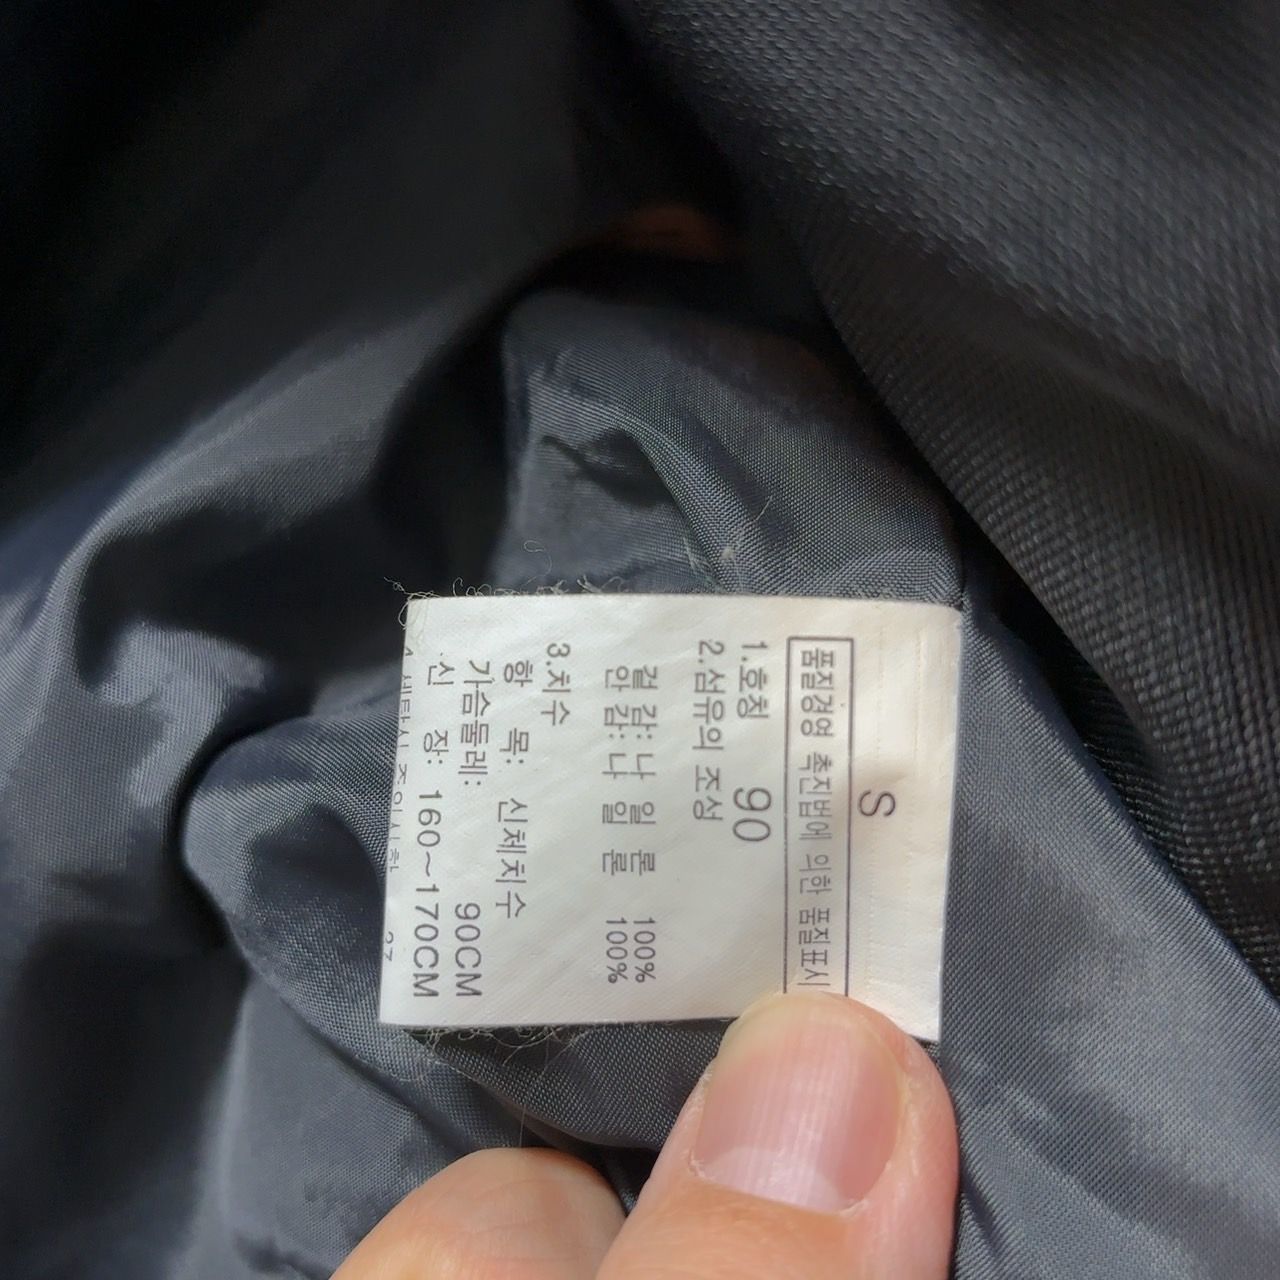 S
품질경영 촉진법에 의한 품질표시
1.호칭 90
2.섬유의 조성
겉감:나 일 론 100%
안감:나 일 론 100%
3.치수
항 목: 신체치수
가슴둘레: 90CM
신 장: 160~170CM